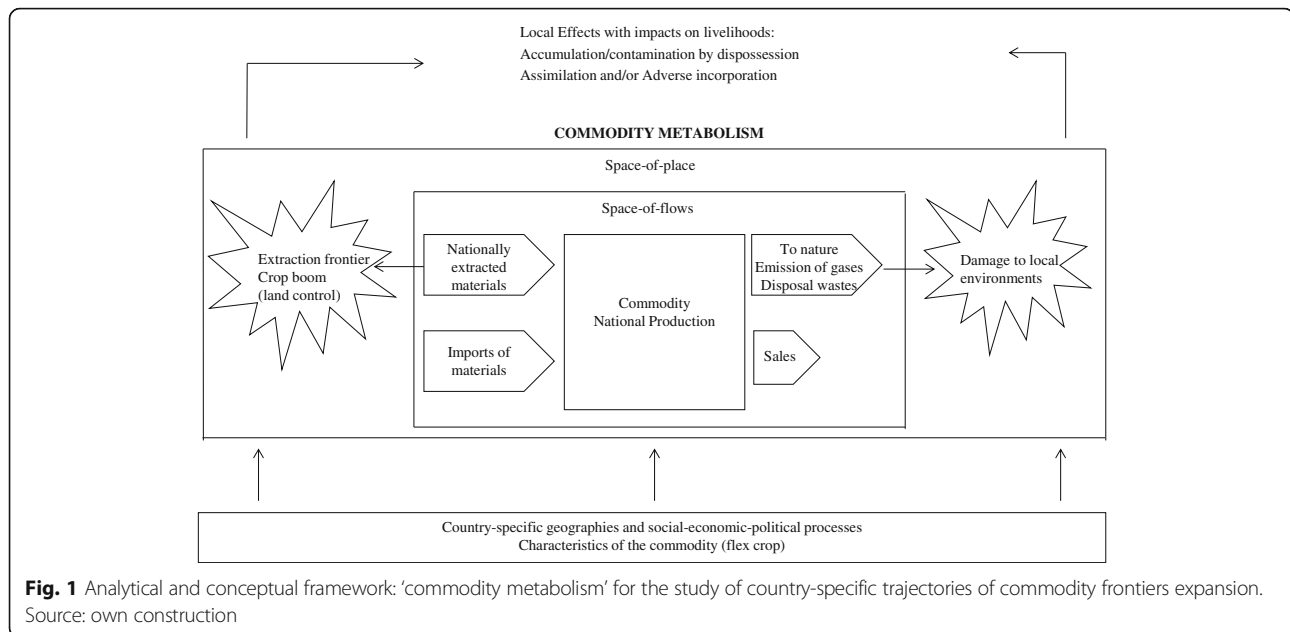 Local Effects with impacts on livelihoods:
Accumulation/contamination by dispossession
Assimilation and/or Adverse incorporation
COMMODITY METABOLISM
Space-of-place
Space-of-flows
Extraction frontier
Crop boom
(land control)
Nationally
extracted
materials
Imports of
materials
Commodity
National Production
To nature
Emission of gases
Disposal wastes
Sales
Damage to local
environments
Country-specific geographies and social-economic-political processes
Characteristics of the commodity (flex crop)
Fig. 1 Analytical and conceptual framework: ‘commodity metabolism’ for the study of country-specific trajectories of commodity frontiers expansion.
Source: own construction